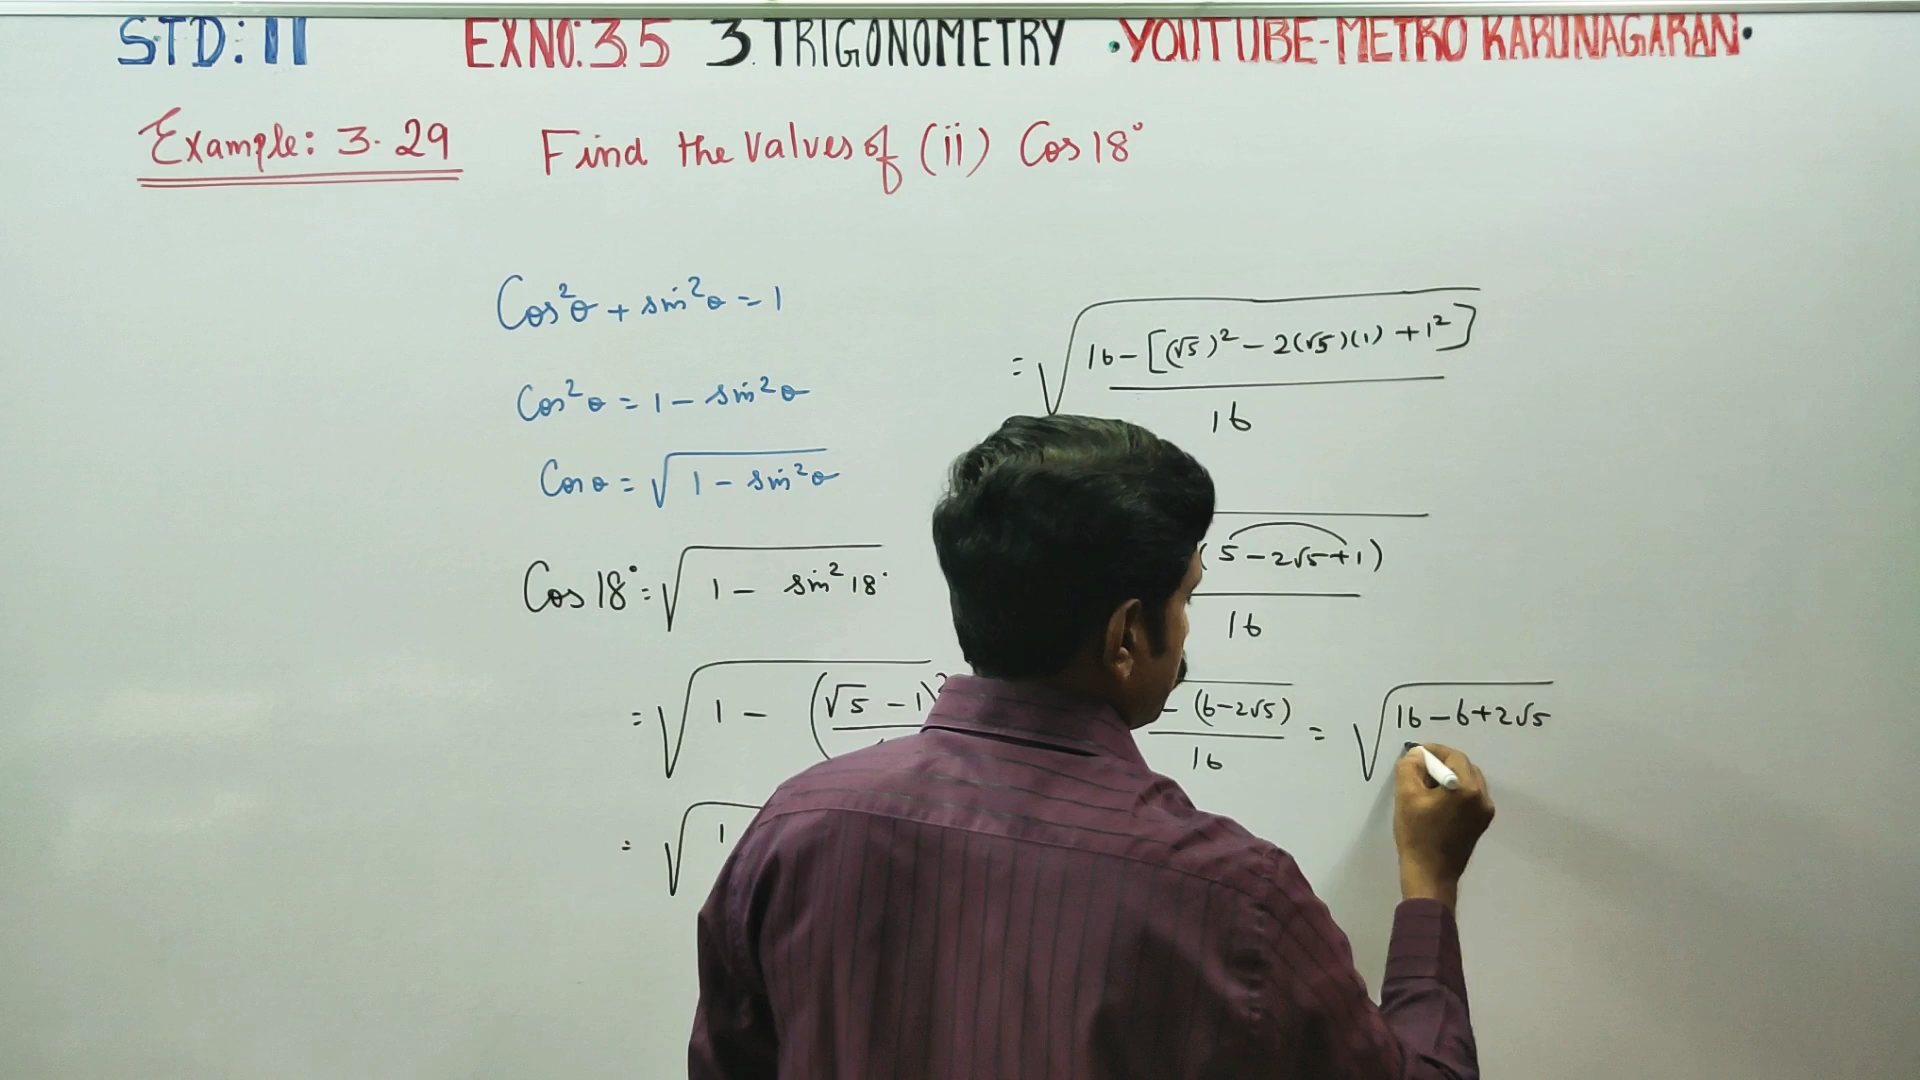 STD: 11 EXNO: 3.5 3. TRIGONOMETRY • YOUTUBE-METRO KARUNAGARAN•
Example: 3.29 Find the Values of (ii) Cos 18°
Cos²θ + sin²θ = 1
Cos²θ = 1 - sin²θ
Cosθ = √(1 - sin²θ)
Cos 18° = √(1 - sin² 18°)
= √(1 - (√5 - 1
= √(1
= √(16 - [(√5)² - 2(√5)(1) + 1²]
16
(5 - 2√5 + 1)
16
- (6 - 2√5)
16
= √(16 - 6 + 2√5